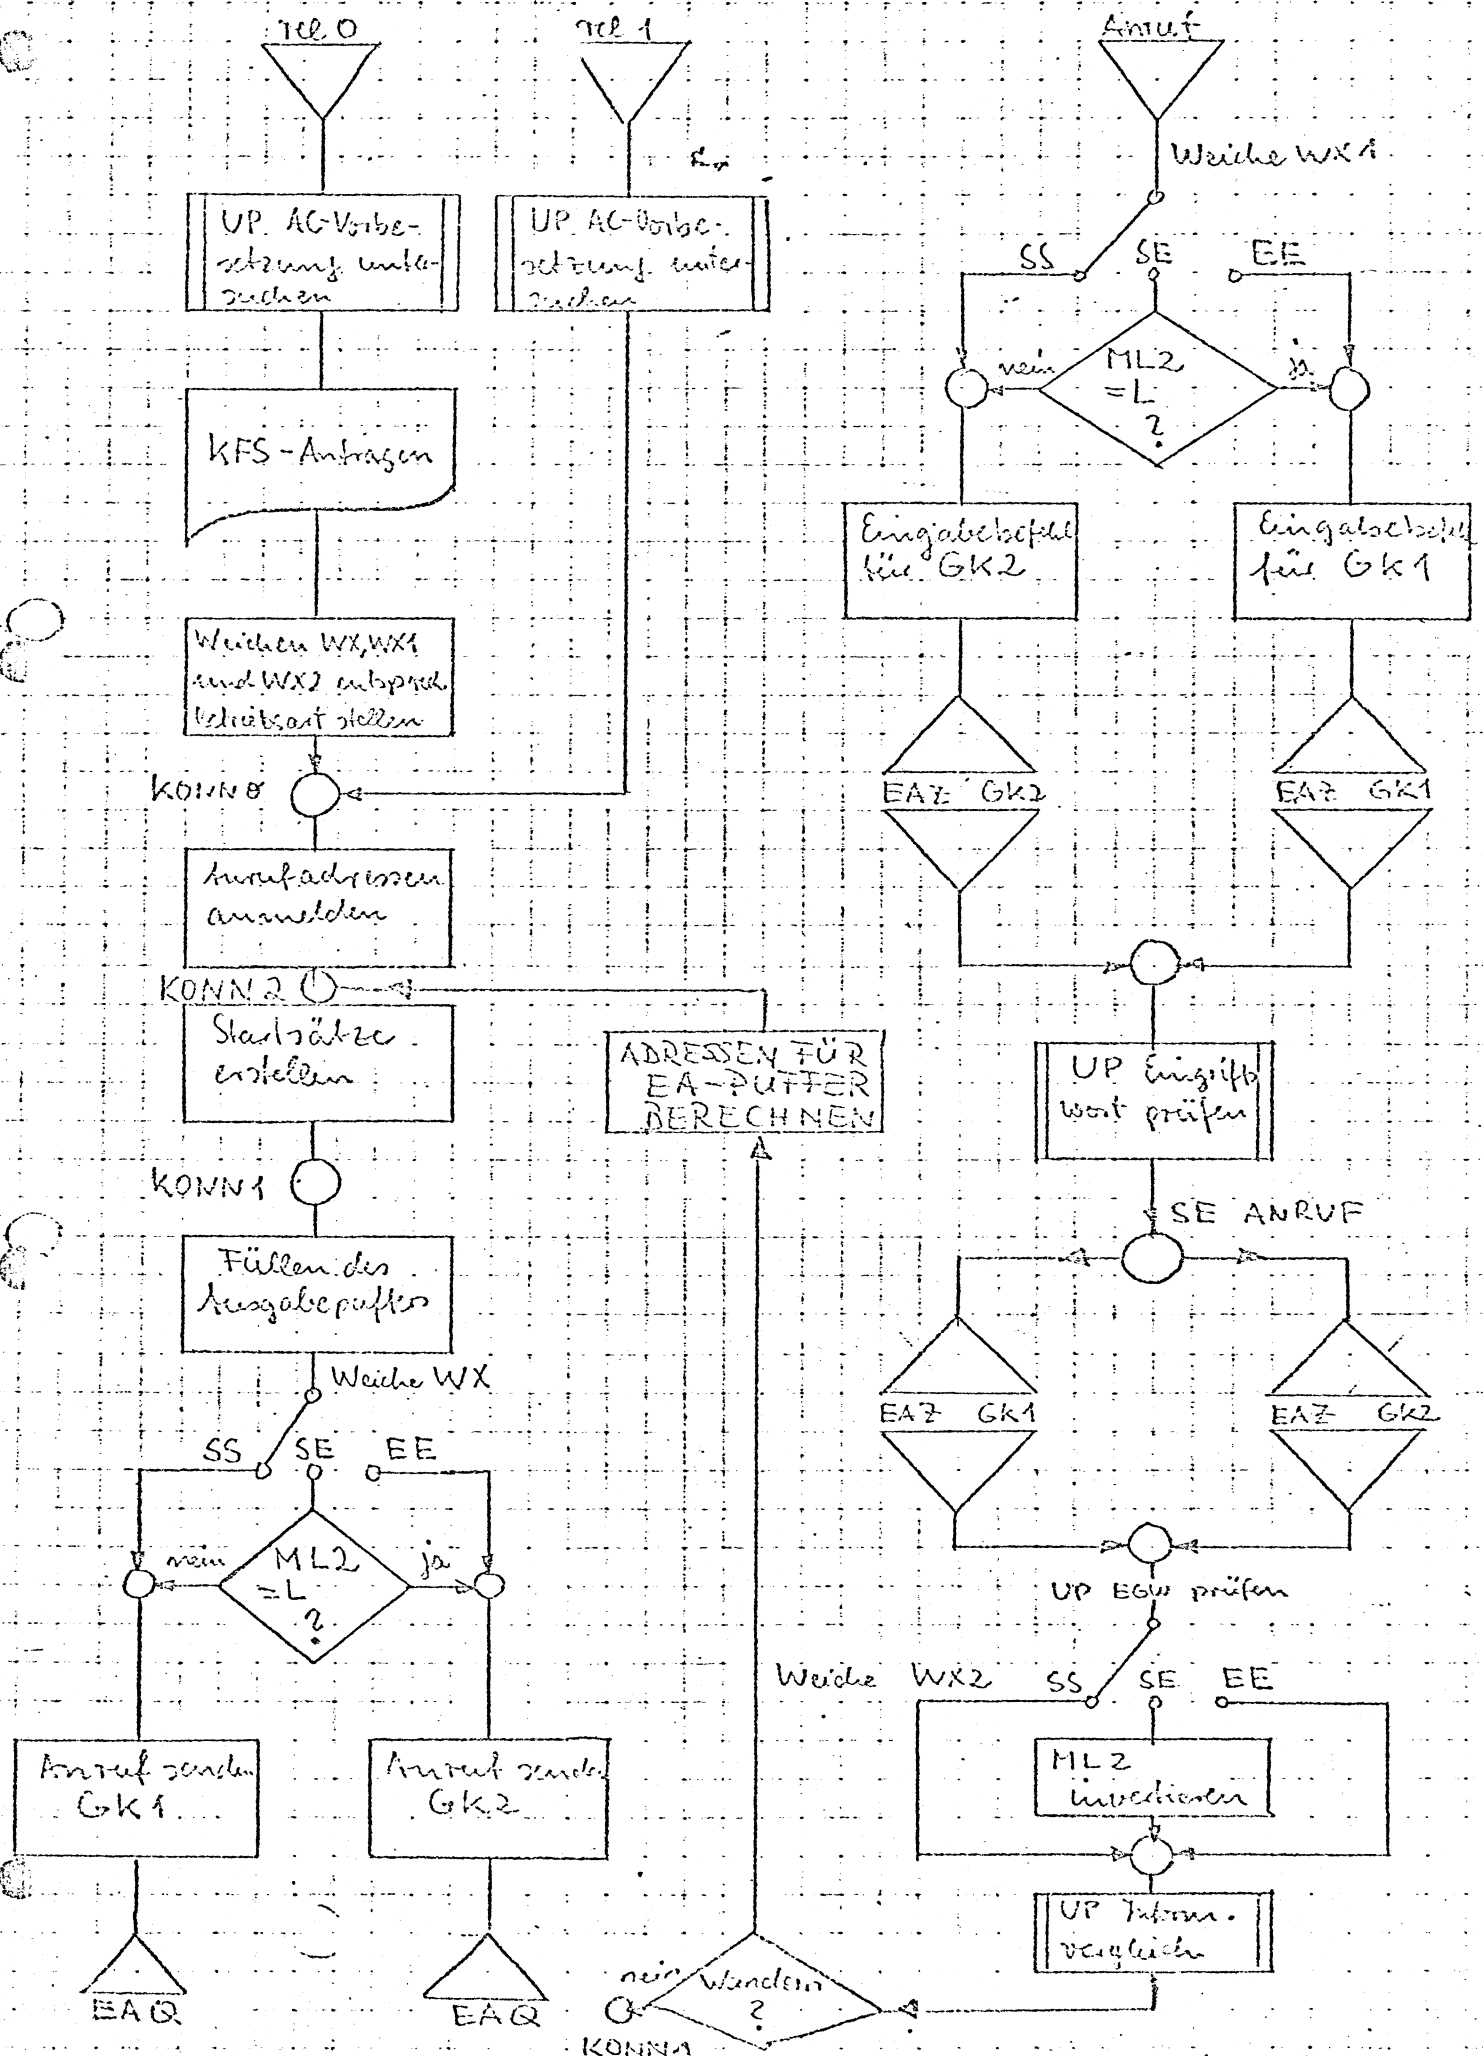 Tel 0
Tel 1
Anruf
Weiche WX1
UP. AC-Vorbe-
setzung unter-
suchen
UP. AC-Vorbe-
setzung unter-
suchen
SS
SE
EE
nein
ML2
=L
?
ja
KFS-Anfragen
Eingabebefehl
für GK2
Eingabebefehl
für GK1
Weichen WX,WX1
und WX2 entsprech.
Betriebsart stellen
KONN0
EAZ GK2
EAZ GK1
Anrufadressen
anmelden
KONN2
Startsätze
erstellen
ADRESSEN FÜR
EA-PUFFER
BERECHNEN
UP Eingriffs
wort prüfen
KONN1
SE ANRUF
Füllen des
Ausgabepuffers
Weiche WX
SS
SE
EE
EAZ GK1
EAZ GK2
nein
ML2
=L
?
ja
UP EGW prüfen
Weiche WX2
SS
SE
EE
Anruf senden
GK1
Anruf senden
GK2
ML2
invertieren
UP Inform.
vergleich
EAQ
EAQ
nein
Wandern
?
KONN1